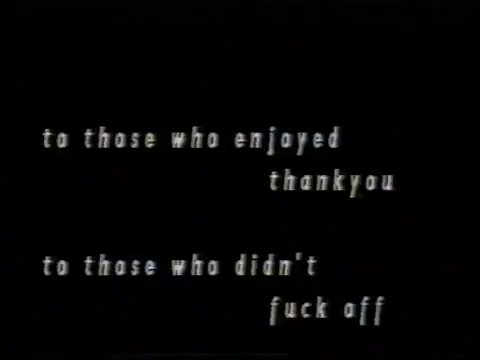 to those who enjoyed
thankyou
to those who didn't
fuck off